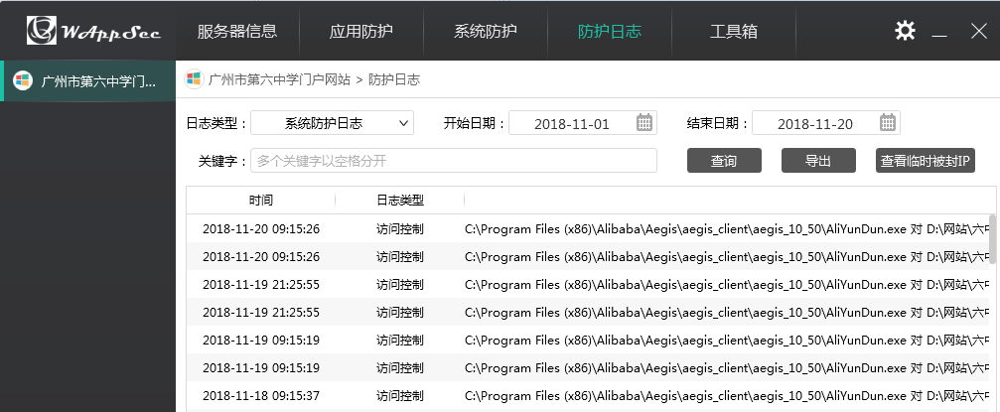 WAppSec 服务器信息 应用防护 系统防护 防护日志 工具箱
广州市第六中学门...
广州市第六中学门户网站 > 防护日志
日志类型： 系统防护日志 开始日期： 2018-11-01 结束日期： 2018-11-20
关键字： 多个关键字以空格分开 查询 导出 查看临时被封IP
时间 日志类型
2018-11-20 09:15:26 访问控制 C:\Program Files (x86)\Alibaba\Aegis\aegis_client\aegis_10_50\AliYunDun.exe 对 D:\网站\六中
2018-11-20 09:15:26 访问控制 C:\Program Files (x86)\Alibaba\Aegis\aegis_client\aegis_10_50\AliYunDun.exe 对 D:\网站\六中
2018-11-19 21:25:55 访问控制 C:\Program Files (x86)\Alibaba\Aegis\aegis_client\aegis_10_50\AliYunDun.exe 对 D:\网站\六中
2018-11-19 21:25:55 访问控制 C:\Program Files (x86)\Alibaba\Aegis\aegis_client\aegis_10_50\AliYunDun.exe 对 D:\网站\六中
2018-11-19 09:15:19 访问控制 C:\Program Files (x86)\Alibaba\Aegis\aegis_client\aegis_10_50\AliYunDun.exe 对 D:\网站\六中
2018-11-19 09:15:19 访问控制 C:\Program Files (x86)\Alibaba\Aegis\aegis_client\aegis_10_50\AliYunDun.exe 对 D:\网站\六中
2018-11-18 09:15:37 访问控制 C:\Program Files (x86)\Alibaba\Aegis\aegis_client\aegis_10_50\AliYunDun.exe 对 D:\网站\六中